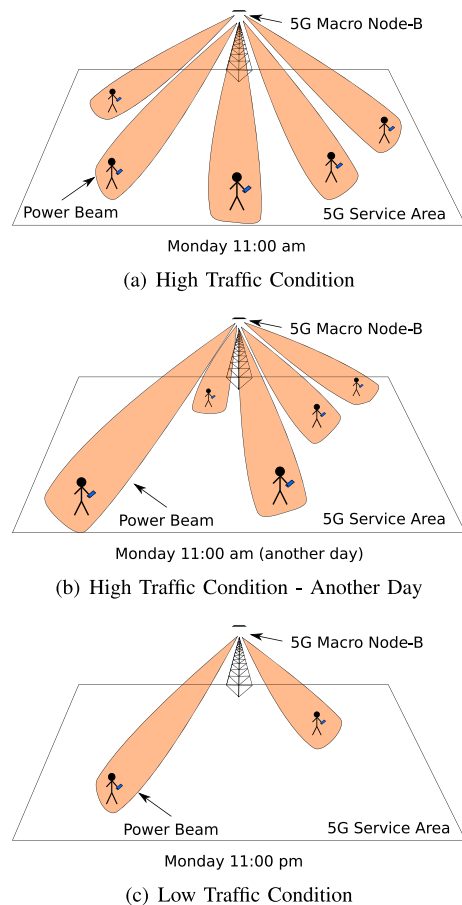 5G Macro Node-B
Power Beam
5G Service Area
Monday 11:00 am
(a) High Traffic Condition
5G Macro Node-B
Power Beam
5G Service Area
Monday 11:00 am (another day)
(b) High Traffic Condition - Another Day
5G Macro Node-B
Power Beam
5G Service Area
Monday 11:00 pm
(c) Low Traffic Condition